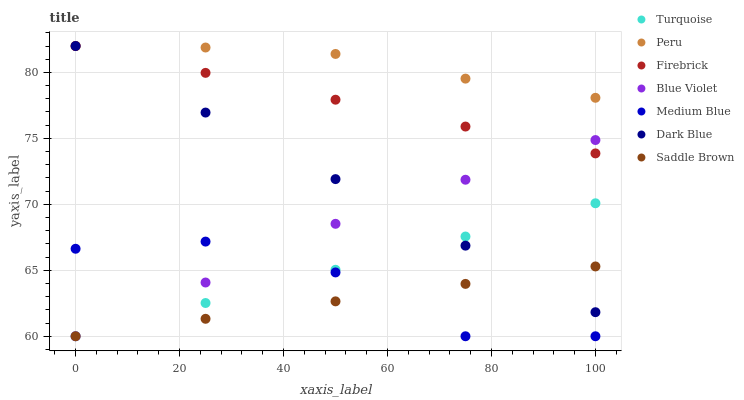 title
Turquoise
Peru
Firebrick
Blue Violet
Medium Blue
Dark Blue
Saddle Brown
yaxis_label
80
75
70
65
60
0
20
40
60
80
100
xaxis_label